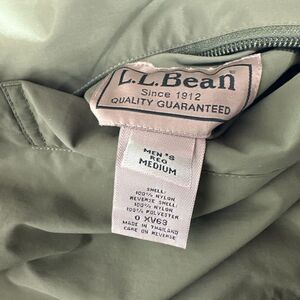 L.L.Bean
Since 1912
QUALITY GUARANTEED
MEN'S
REG
MEDIUM
SHELL:
100% NYLON
REVERSE SHELL:
100% NYLON
100% POLYESTER
0 XV63
MADE IN THAILAND
CARE ON REVERSE